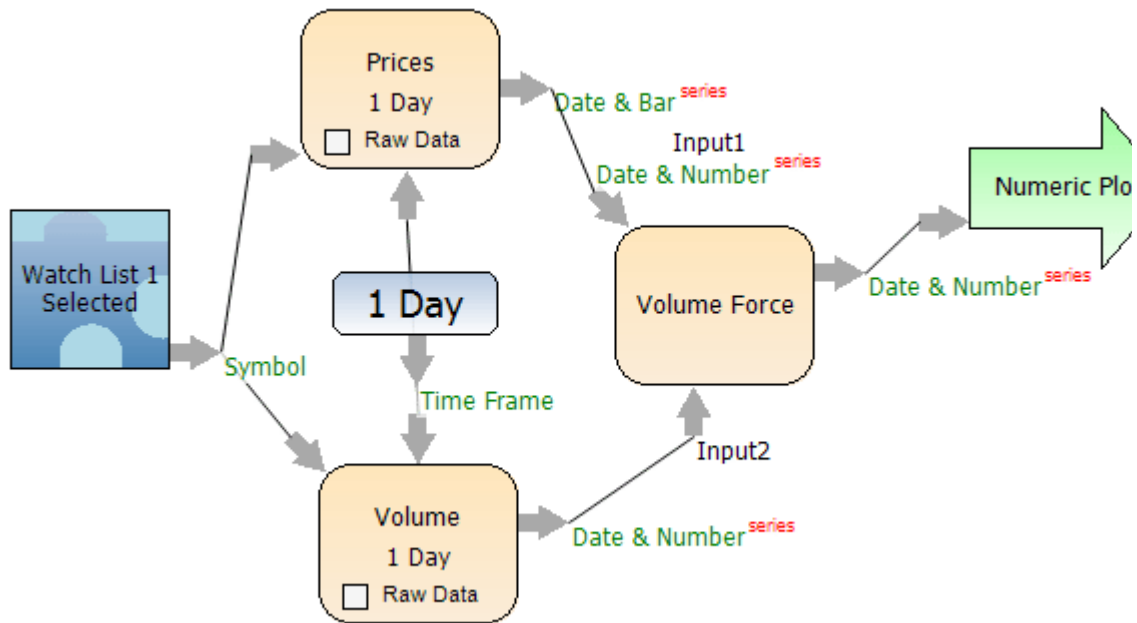 Prices
1 Day
Raw Data
Date & Bar series
Input1
Date & Number series
Numeric Plo
Watch List 1
Selected
1 Day
Volume Force
Date & Number series
Symbol
Time Frame
Input2
Volume
1 Day
Raw Data
Date & Number series